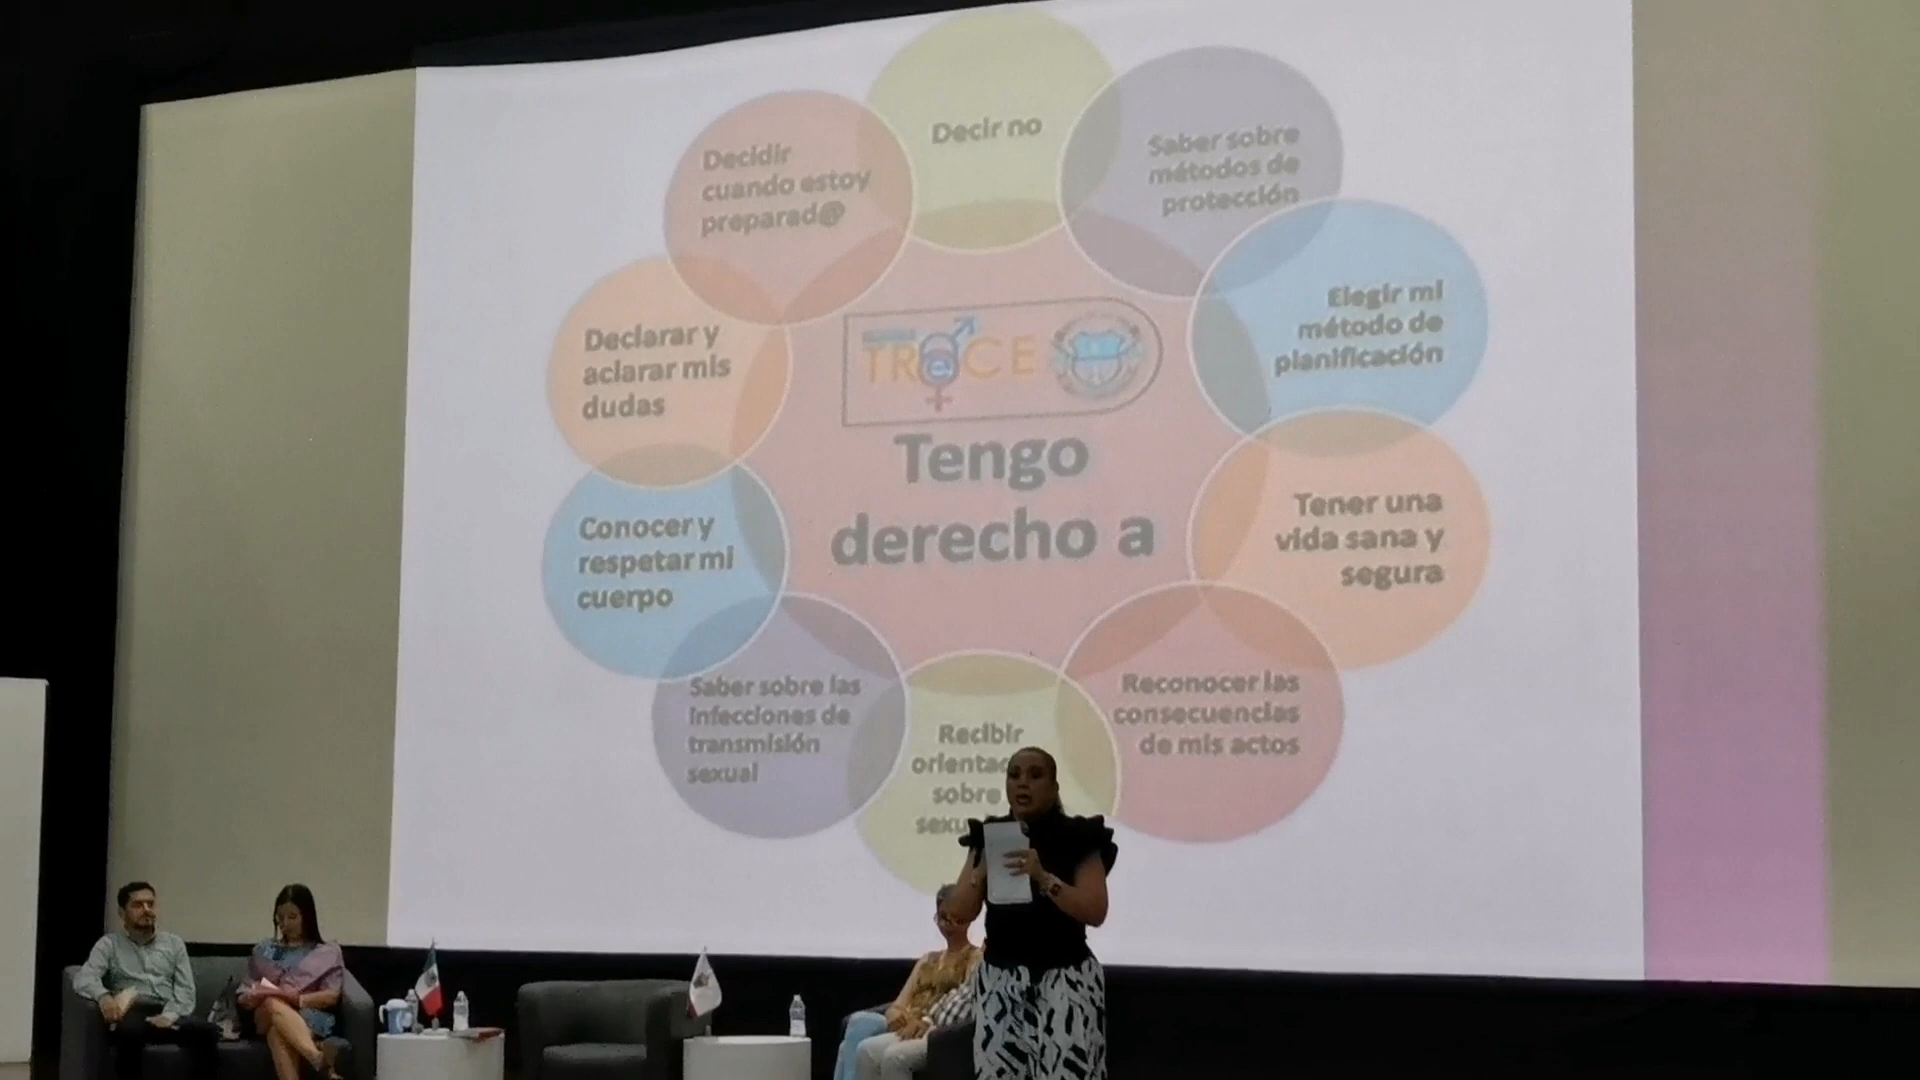 Decir no
Saber sobre
métodos de
protección
Elegir mi
método de
planificación
Tener una
vida sana y
segura
Reconocer las
consecuencias
de mis actos
Recibir
sobre
Saber sobre las
infecciones de
transmisión
sexual
Conocer y
respetar mi
cuerpo
Declarar y
aclarar mis
dudas
Decidir
cuando estoy
preparad@
TR@CE
Tengo
derecho a